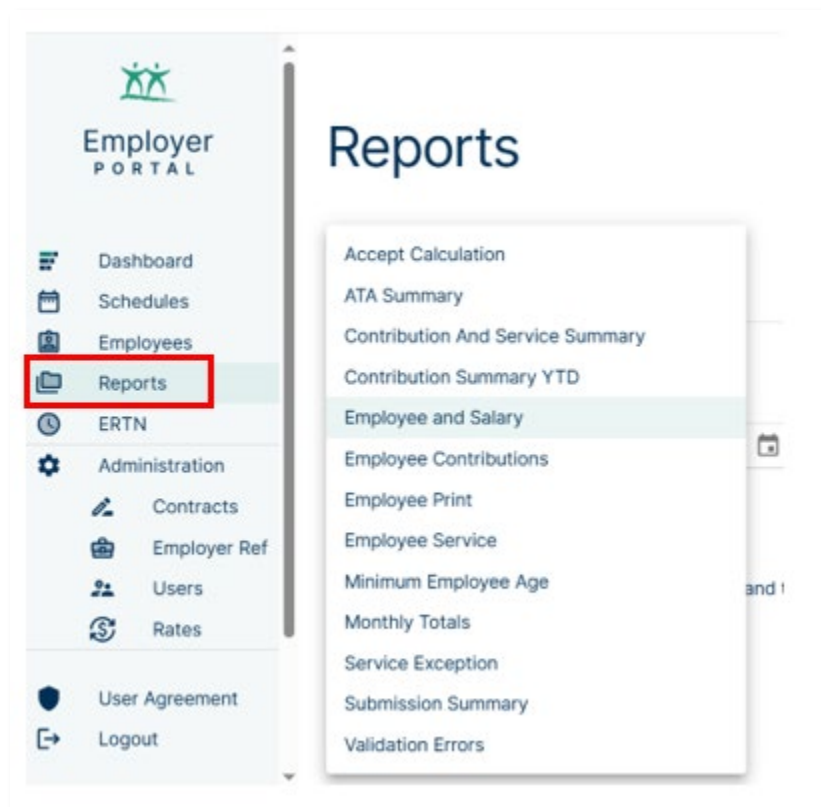 Employer
PORTAL
Dashboard
Schedules
Employees
Reports
ERTN
Administration
Contracts
Employer Ref
Users
Rates
User Agreement
Logout
Reports
Accept Calculation
ATA Summary
Contribution And Service Summary
Contribution Summary YTD
Employee and Salary
Employee Contributions
Employee Print
Employee Service
Minimum Employee Age
Monthly Totals
Service Exception
Submission Summary
Validation Errors
and